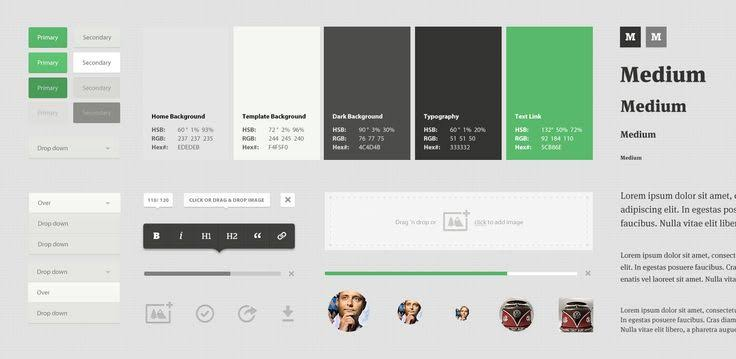 Primary
Secondary
Primary
Secondary
Primary
Secondary
Primary
Secondary
Drop down
Home Background
HSB: 60° 1% 93%
RGB: 237 237 235
Hex#: EDEDEB
Template Background
HSB: 72° 2% 96%
RGB: 244 245 240
Hex#: F4F5F0
Dark Background
HSB: 90° 3% 30%
RGB: 76 77 75
Hex#: 4C4D4B
Typography
HSB: 60° 1% 20%
RGB: 51 51 50
Hex#: 333332
Text Link
HSB: 132° 50% 72%
RGB: 92 184 110
Hex#: 5CB86E
M M
Medium
Medium
Medium
Medium
Over
Drop down
Drop down
Drop down
Over
Drop down
110/ 120
CLICK OR DRAG & DROP IMAGE
B i H1 H2 “
Drag 'n drop or click to add image
Lorem ipsum dolor sit amet, c
adipiscing elit. In egestas posu
faucibus. Nulla vitae elit libero
Lorem ipsum dolor sit amet, consect
elit. In egestas posuere faucibus. Cra
enatis vel laoreet ipsum placerat. Nu
Lorem ipsum dolor sit amet, consectet
In egestas posuere faucibus. Cras diam
Nulla vitae elit libero, a pharetra augu